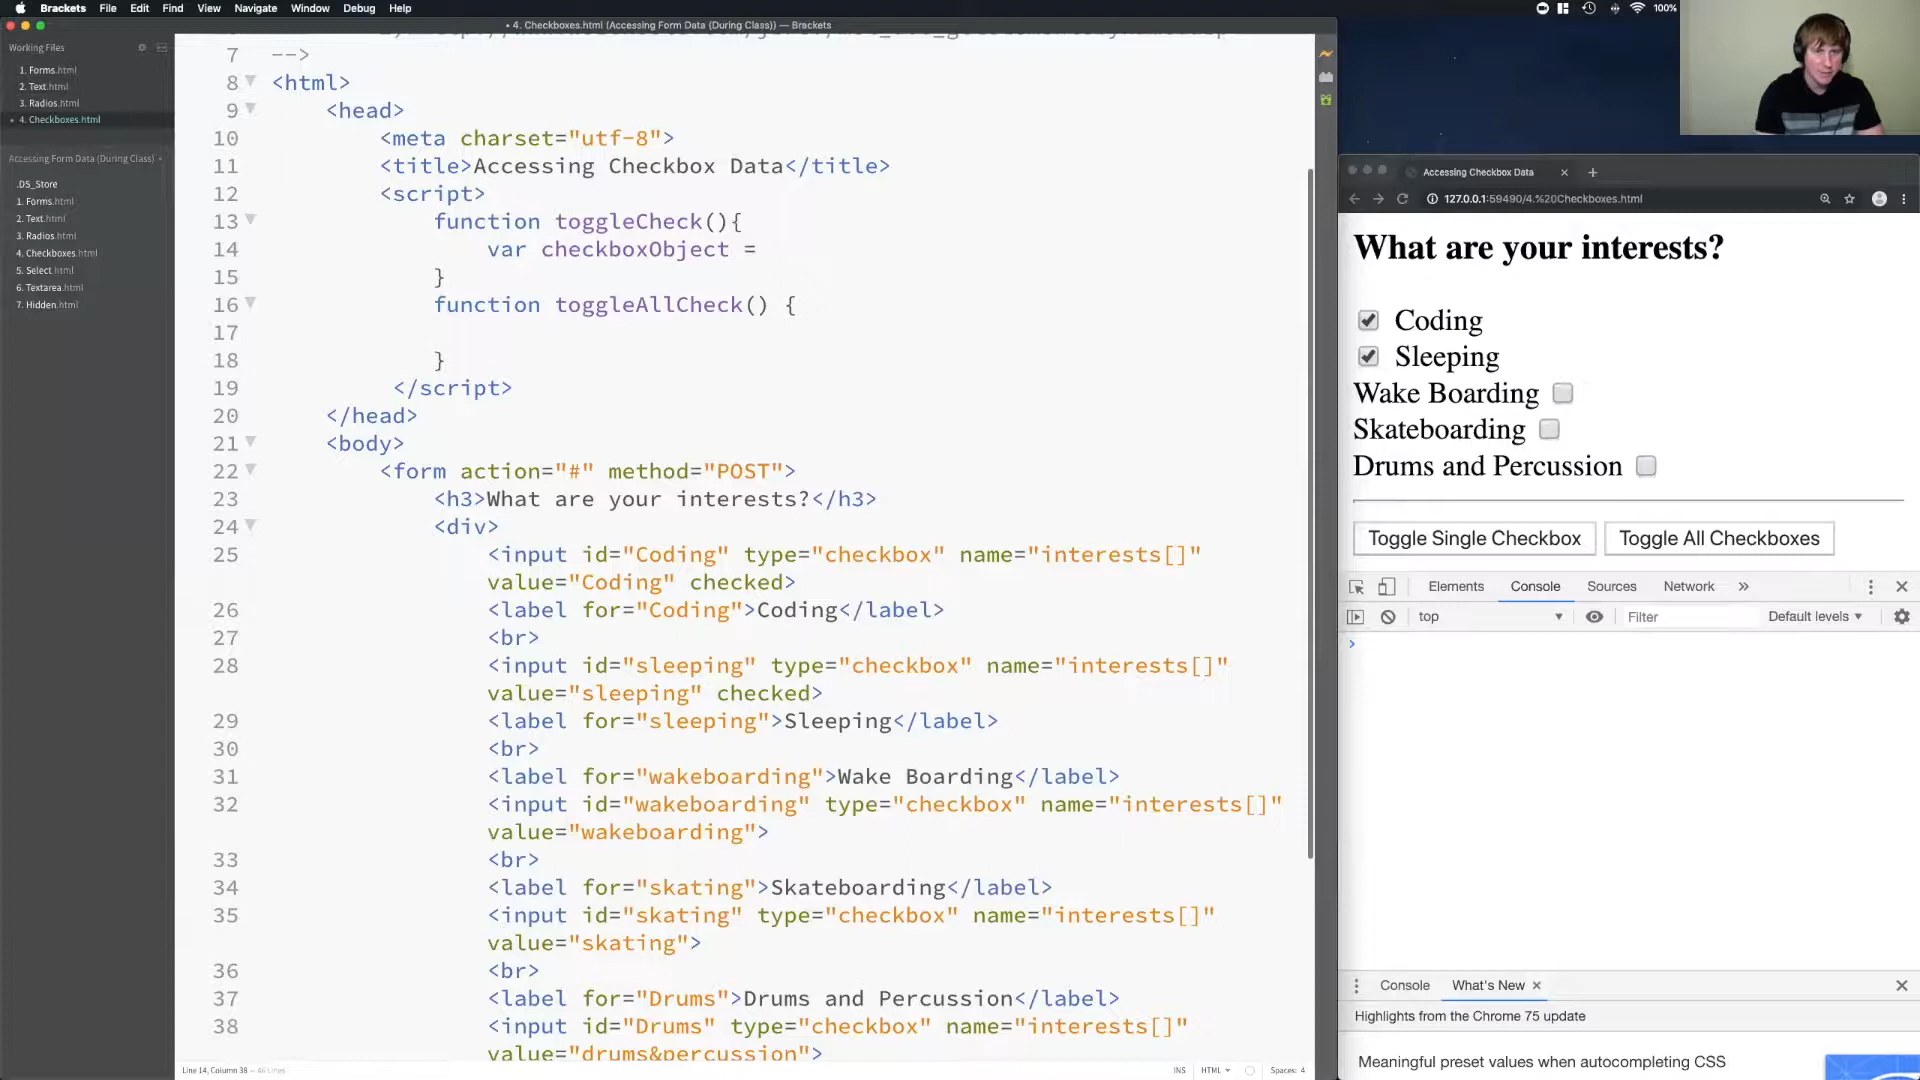 Brackets File Edit Find View Navigate Window Debug Help
100%
• 4. Checkboxes.html (Accessing Form Data (During Class)) — Brackets
Working Files
1. Forms.html
2. Text.html
3. Radios.html
4. Checkboxes.html
Accessing Form Data (During Class)
.DS_Store
1. Forms.html
2. Text.html
3. Radios.html
4. Checkboxes.html
5. Select.html
6. Textarea.html
7. Hidden.html
7 -->
8 <html>
9 <head>
10 <meta charset="utf-8">
11 <title>Accessing Checkbox Data</title>
12 <script>
13 function toggleCheck(){
14 var checkboxObject =
15 }
16 function toggleAllCheck() {
17
18 }
19 </script>
20 </head>
21 <body>
22 <form action="#" method="POST">
23 <h3>What are your interests?</h3>
24 <div>
25 <input id="Coding" type="checkbox" name="interests[]"
value="Coding" checked>
26 <label for="Coding">Coding</label>
27 <br>
28 <input id="sleeping" type="checkbox" name="interests[]"
value="sleeping" checked>
29 <label for="sleeping">Sleeping</label>
30 <br>
31 <label for="wakeboarding">Wake Boarding</label>
32 <input id="wakeboarding" type="checkbox" name="interests[]"
value="wakeboarding">
33 <br>
34 <label for="skating">Skateboarding</label>
35 <input id="skating" type="checkbox" name="interests[]"
value="skating">
36 <br>
37 <label for="Drums">Drums and Percussion</label>
38 <input id="Drums" type="checkbox" name="interests[]"
value="drums&percussion">
Line 14, Column 38 — 46 Lines
INS HTML Spaces: 4
Accessing Checkbox Data
127.0.0.1:59490/4.%20Checkboxes.html
What are your interests?
Coding
Sleeping
Wake Boarding
Skateboarding
Drums and Percussion
Toggle Single Checkbox Toggle All Checkboxes
Elements Console Sources Network »
top Filter Default levels
Console What's New
Highlights from the Chrome 75 update
Meaningful preset values when autocompleting CSS